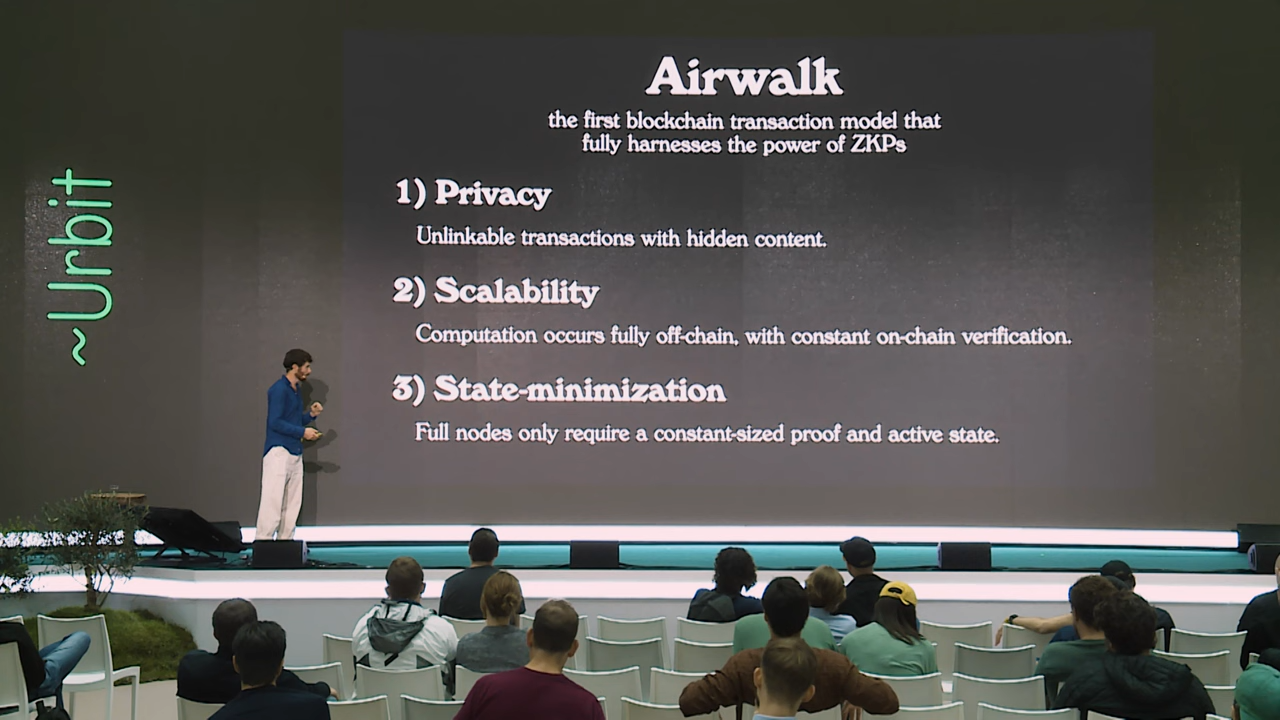 ~Urbit
Airwalk
the first blockchain transaction model that
fully harnesses the power of ZKPs
1) Privacy
Unlinkable transactions with hidden content.
2) Scalability
Computation occurs fully off-chain, with constant on-chain verification.
3) State-minimization
Full nodes only require a constant-sized proof and active state.